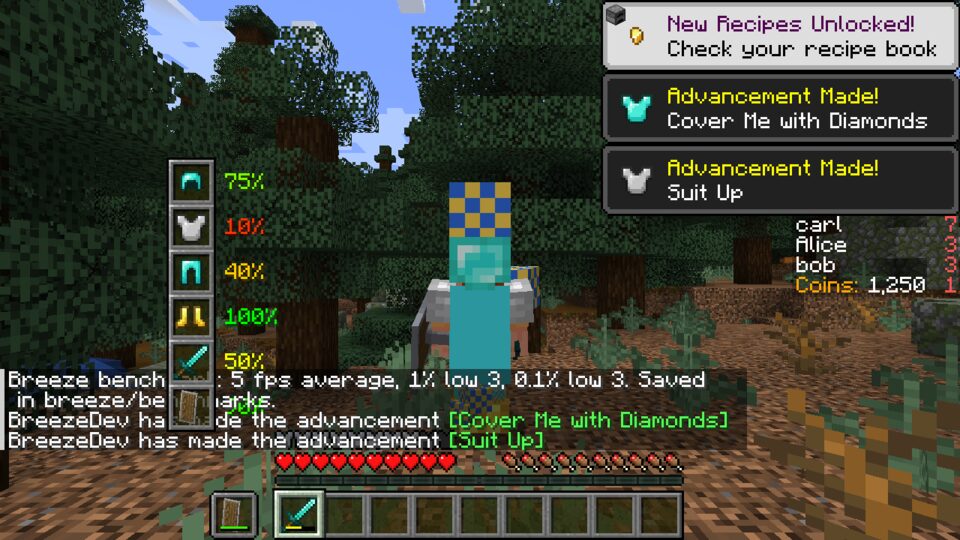 New Recipes Unlocked!
Check your recipe book
Advancement Made!
Cover Me with Diamonds
Advancement Made!
Suit Up
75%
10%
40%
100%
50%
carl 7
Alice 3
bob 3
Coins: 1,250 1
Breeze bench : 5 fps average, 1% low 3, 0.1% low 3. Saved
in breeze/be marks.
BreezeDev ha de the advancement [Cover Me with Diamonds]
BreezeDev has made the advancement [Suit Up]